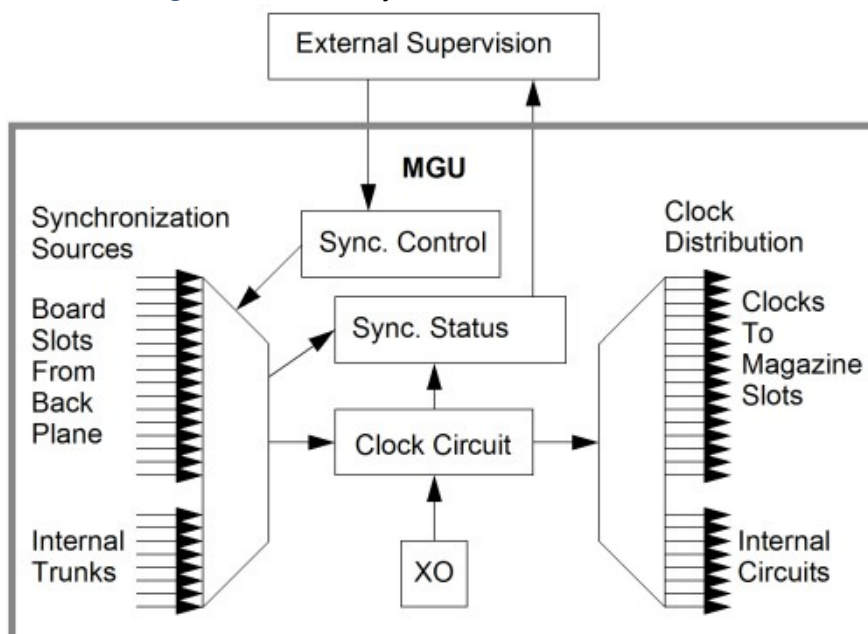 External Supervision
MGU
Synchronization
Sources
Sync. Control
Clock
Distribution
Board
Slots
From
Back
Plane
Sync. Status
Clocks
To
Magazine
Slots
Clock Circuit
Internal
Trunks
XO
Internal
Circuits